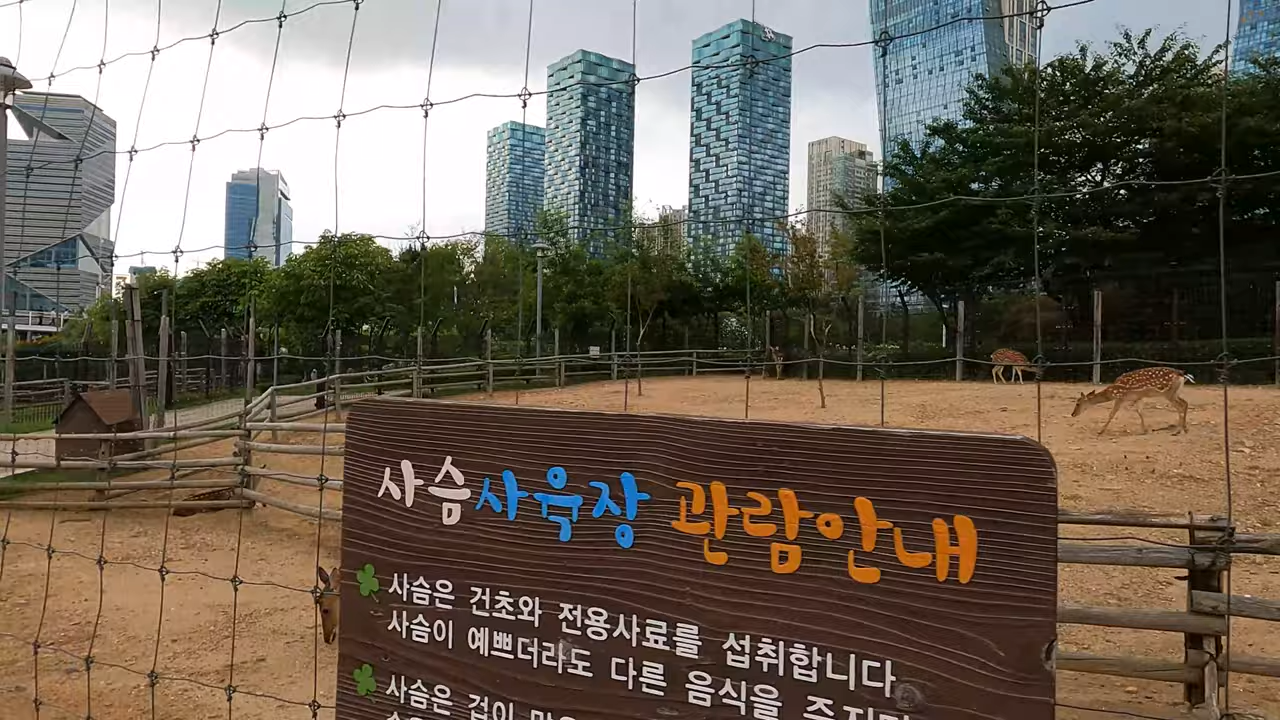 사슴사육장 관람안내
사슴은 건초와 전용사료를 섭취합니다
사슴이 예쁘더라도 다른 음식을
사슴은 겁이